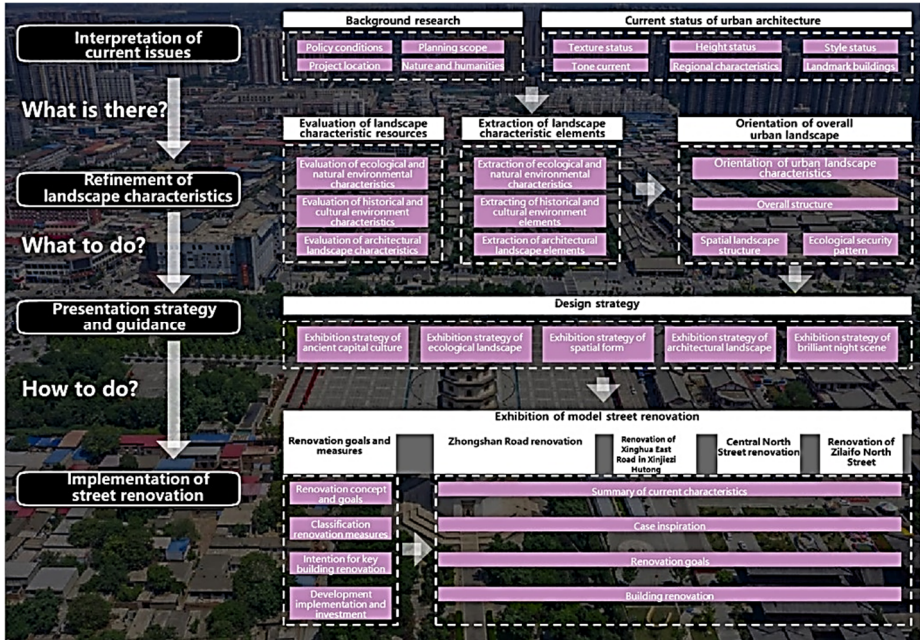 Interpretation of
current issues
What is there?
Refinement of
landscape characteristics
What to do?
Presentation strategy
and guidance
How to do?
Implementation of
street renovation
Background research
Policy conditions
Planning scope
Project location
Nature and humanities
Current status of urban architecture
Texture status
Height status
Style status
Tone current
Regional characteristics
Landmark buildings
Evaluation of landscape
characteristic resources
Evaluation of ecological and
natural environmental
characteristics
Evaluation of historical and
cultural environment
characteristics
Evaluation of architectural
landscape characteristics
Extraction of landscape
characteristic elements
Extraction of ecological and
natural environmental
characteristics
Extracting of historical and
cultural environment
elements
Extraction of architectural
landscape elements
Orientation of overall
urban landscape
Orientation of urban landscape
characteristics
Overall structure
Spatial landscape
structure
Ecological security
pattern
Design strategy
Exhibition strategy of
ancient capital culture
Exhibition strategy of
ecological landscape
Exhibition strategy of
spatial form
Exhibition strategy of
architectural landscape
Exhibition strategy of
brilliant night scene
Exhibition of model street renovation
Renovation goals and
measures
Zhongshan Road renovation
Renovation of
Xinghua East
Road in Xinjiezi
Hutong
Central North
Street renovation
Renovation of
Zilaifo North
Street
Renovation concept
and goals
Classification
renovation measures
Intention for key
building renovation
Development
implementation and
investment
Summary of current characteristics
Case inspiration
Renovation goals
Building renovation